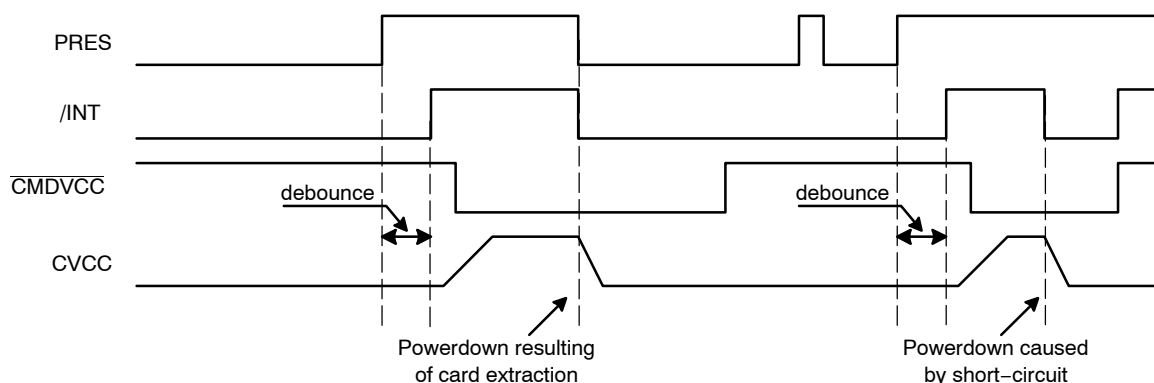 PRES
/INT
CMDVCC
debounce
debounce
CVCC
Powerdown resulting
of card extraction
Powerdown caused
by short−circuit